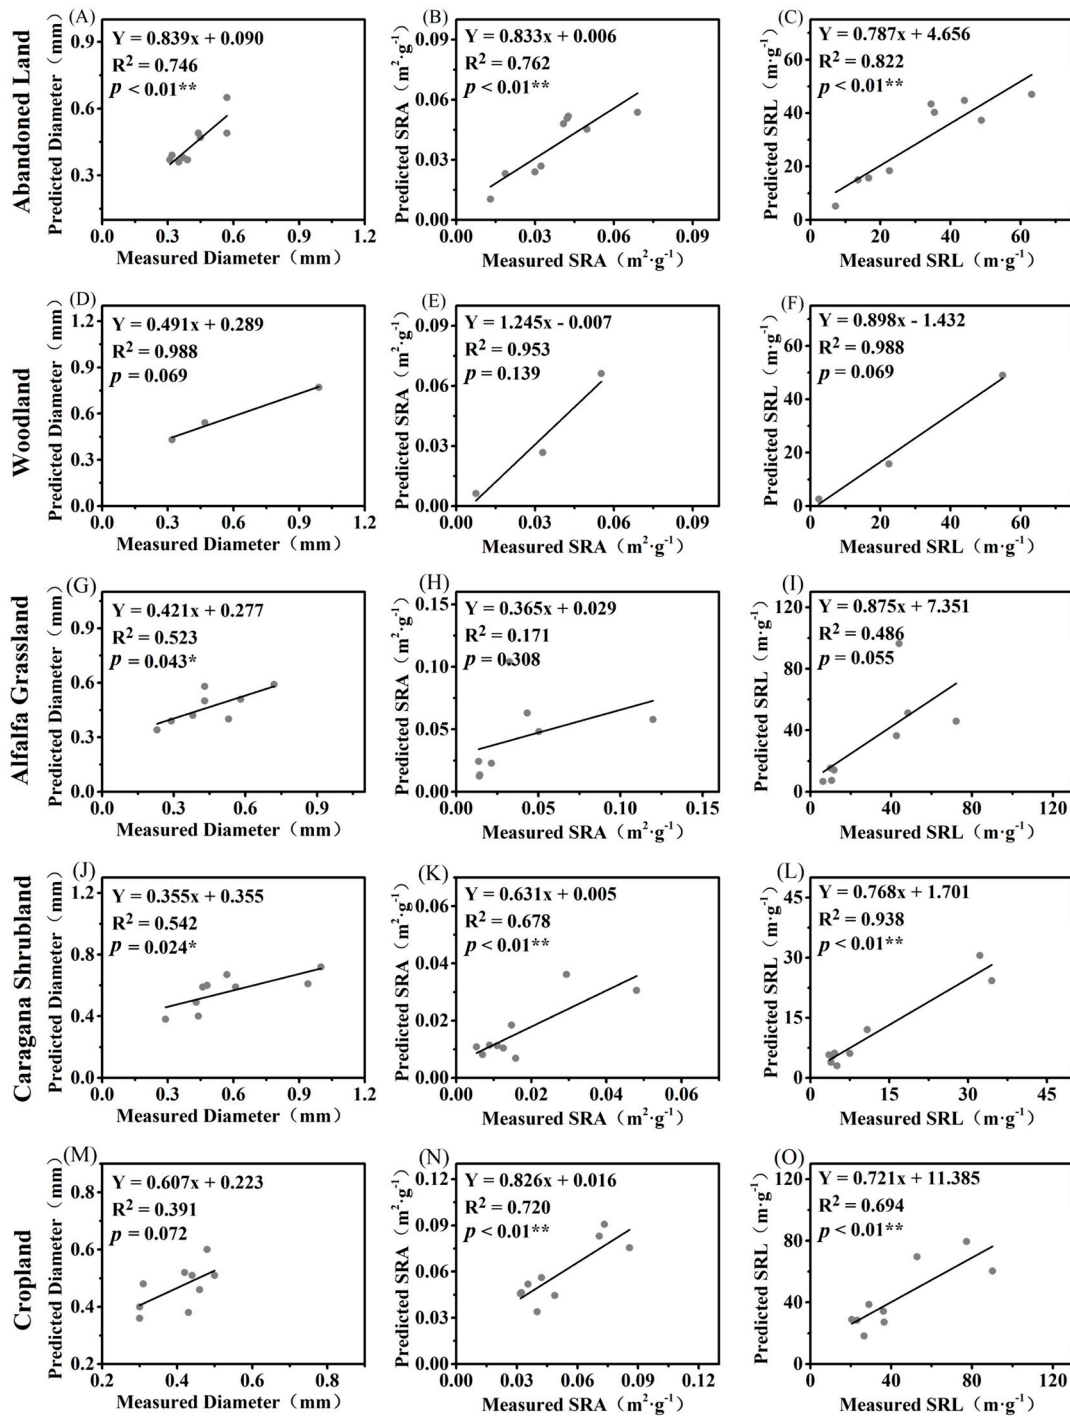 Abandoned Land
(A)
Y = 0.839x + 0.090
R² = 0.746
p < 0.01**
Predicted Diameter（mm）
0.9
0.6
0.3
0.0 0.3 0.6 0.9 1.2
Measured Diameter（mm）
(B)
Y = 0.833x + 0.006
R² = 0.762
p < 0.01**
Predicted SRA（m²·g⁻¹）
0.09
0.06
0.03
0.00
0.00 0.03 0.06 0.09
Measured SRA（m²·g⁻¹）
(C)
Y = 0.787x + 4.656
R² = 0.822
p < 0.01**
Predicted SRL（m·g⁻¹）
60
40
20
0
0 20 40 60
Measured SRL（m·g⁻¹）
Woodland
(D)
Y = 0.491x + 0.289
R² = 0.988
p = 0.069
Predicted Diameter（mm）
1.2
0.9
0.6
0.3
0.0
0.0 0.3 0.6 0.9 1.2
Measured Diameter（mm）
(E)
Y = 1.245x - 0.007
R² = 0.953
p = 0.139
Predicted SRA（m²·g⁻¹）
0.09
0.06
0.03
0.00
0.00 0.03 0.06 0.09
Measured SRA（m²·g⁻¹）
(F)
Y = 0.898x - 1.432
R² = 0.988
p = 0.069
Predicted SRL（m·g⁻¹）
60
40
20
0
0 20 40 60
Measured SRL（m·g⁻¹）
Alfalfa Grassland
(G)
Y = 0.421x + 0.277
R² = 0.523
p = 0.043*
Predicted Diameter（mm）
0.9
0.6
0.3
0.0
0.0 0.3 0.6 0.9
Measured Diameter（mm）
(H)
Y = 0.365x + 0.029
R² = 0.171
p = 0.308
Predicted SRA（m²·g⁻¹）
0.15
0.10
0.05
0.00
0.00 0.05 0.10 0.15
Measured SRA（m²·g⁻¹）
(I)
Y = 0.875x + 7.351
R² = 0.486
p = 0.055
Predicted SRL（m·g⁻¹）
120
80
40
0
0 40 80 120
Measured SRL（m·g⁻¹）
Caragana Shrubland
(J)
Y = 0.355x + 0.355
R² = 0.542
p = 0.024*
Predicted Diameter（mm）
1.2
0.8
0.4
0.0
0.0 0.4 0.8 1.2
Measured Diameter（mm）
(K)
Y = 0.631x + 0.005
R² = 0.678
p < 0.01**
Predicted SRA（m²·g⁻¹）
0.06
0.04
0.02
0.00
0.00 0.02 0.04 0.06
Measured SRA（m²·g⁻¹）
(L)
Y = 0.768x + 1.701
R² = 0.938
p < 0.01**
Predicted SRL（m·g⁻¹）
45
30
15
0
0 15 30 45
Measured SRL（m·g⁻¹）
Cropland
(M)
Y = 0.607x + 0.223
R² = 0.391
p = 0.072
Predicted Diameter（mm）
0.8
0.6
0.4
0.2
0.2 0.4 0.6 0.8
Measured Diameter（mm）
(N)
Y = 0.826x + 0.016
R² = 0.720
p < 0.01**
Predicted SRA（m²·g⁻¹）
0.12
0.09
0.06
0.03
0.00
0.00 0.03 0.06 0.09 0.12
Measured SRA（m²·g⁻¹）
(O)
Y = 0.721x + 11.385
R² = 0.694
p < 0.01**
Predicted SRL（m·g⁻¹）
120
80
40
0
0 40 80 120
Measured SRL（m·g⁻¹）